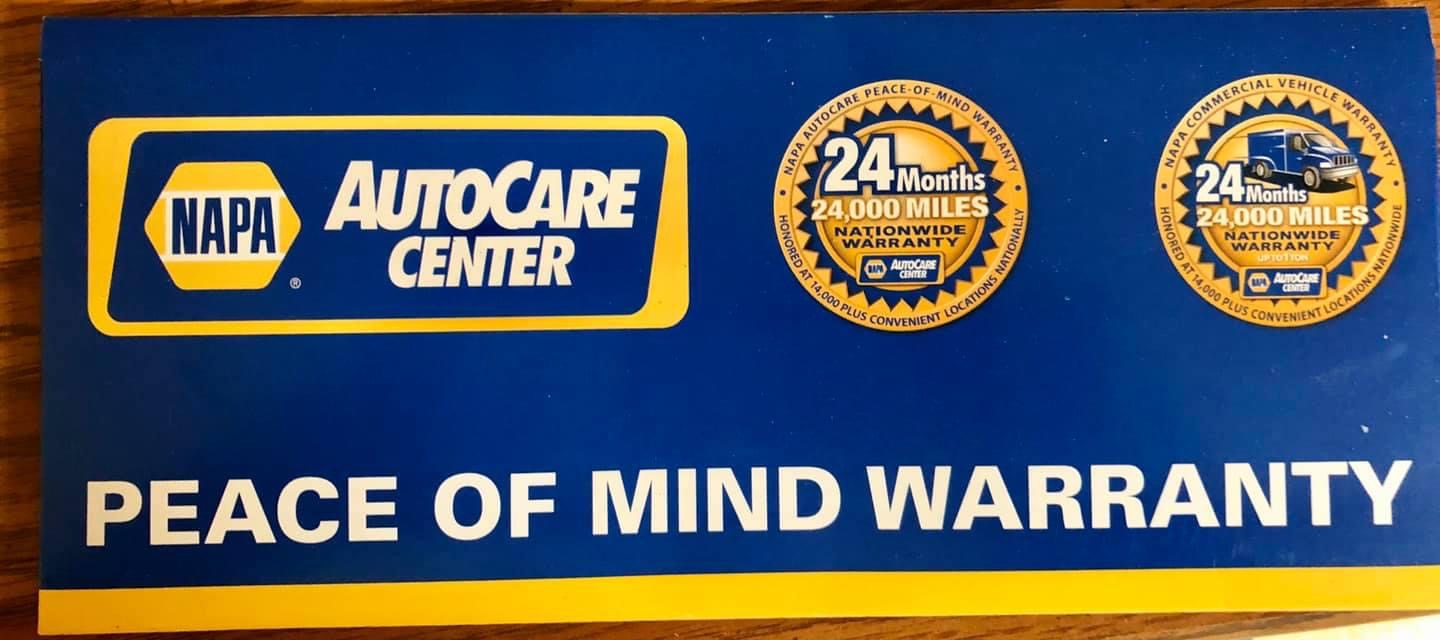 NAPA
®
AUTOCARE
CENTER
NAPA AUTOCARE PEACE-OF-MIND WARRANTY
24 Months
24,000 MILES
NATIONWIDE
WARRANTY
NAPA AUTOCARE
CENTER
HONORED AT 14,000 PLUS CONVENIENT LOCATIONS NATIONALLY
NAPA COMMERCIAL VEHICLE WARRANTY
24 Months
24,000 MILES
NATIONWIDE
WARRANTY
UP TO 1 TON
NAPA AUTOCARE
CENTER
HONORED AT 14,000 PLUS CONVENIENT LOCATIONS NATIONWIDE
PEACE OF MIND WARRANTY